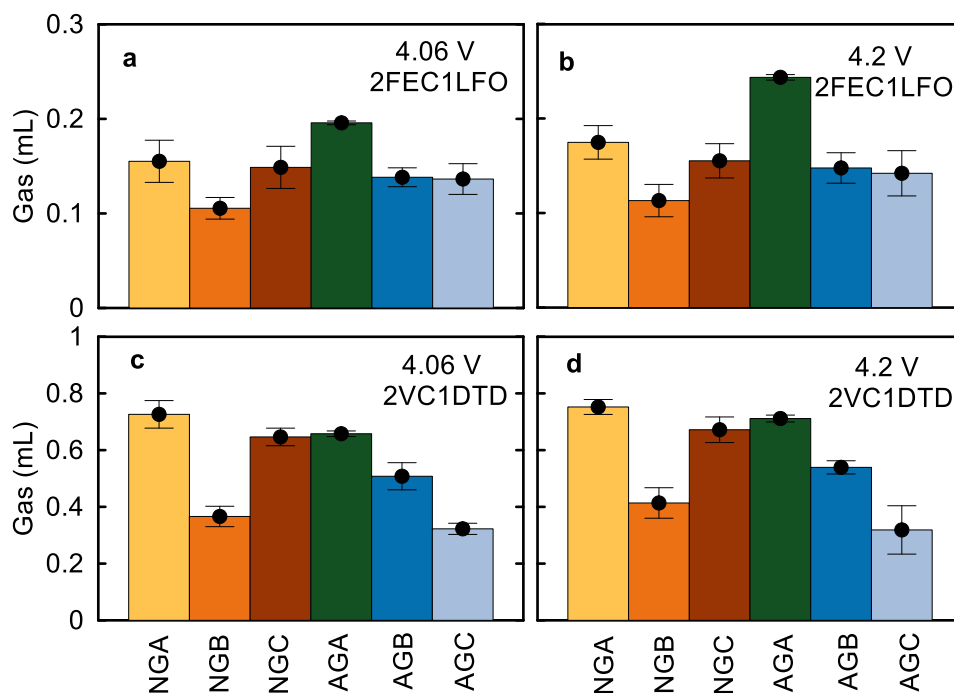 0.3
0.2
0.1
0
Gas (mL)
a
4.06 V
2FEC1LFO
b
4.2 V
2FEC1LFO
1
0.8
0.6
0.4
0.2
0
Gas (mL)
c
4.06 V
2VC1DTD
d
4.2 V
2VC1DTD
NGA
NGB
NGC
AGA
AGB
AGC
NGA
NGB
NGC
AGA
AGB
AGC